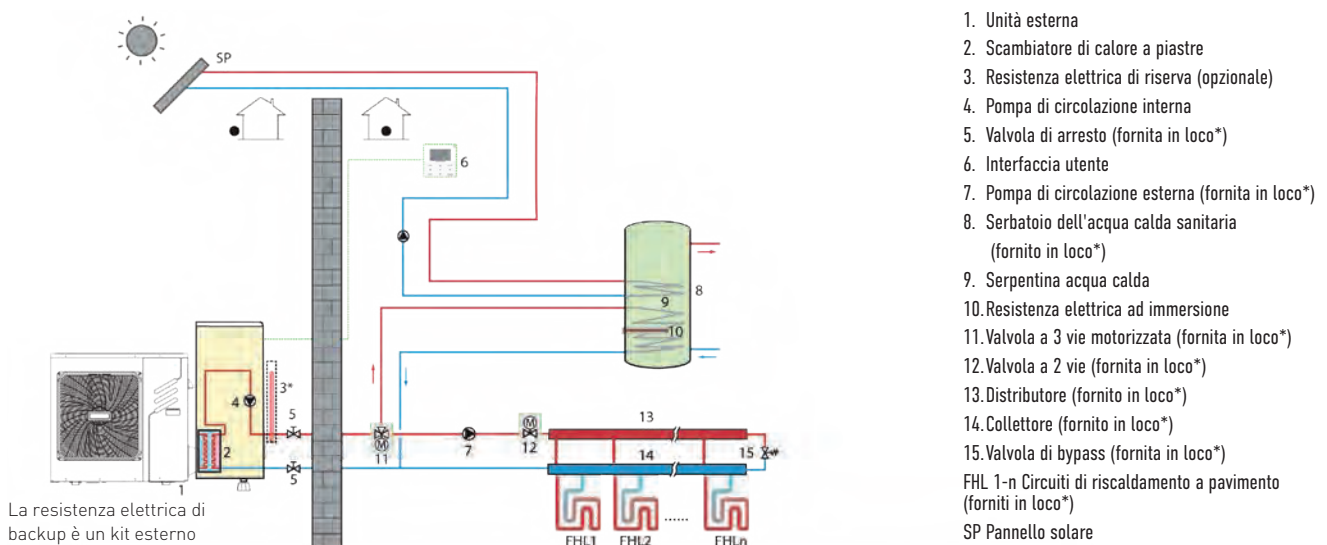 SP
6
8
9
10
3*
4
5
2
M
11
7
M
12
13
14
15
5
1
La resistenza elettrica di
backup è un kit esterno
FHL1
FHL2
......
FHLn
1. Unità esterna
2. Scambiatore di calore a piastre
3. Resistenza elettrica di riserva (opzionale)
4. Pompa di circolazione interna
5. Valvola di arresto (fornita in loco*)
6. Interfaccia utente
7. Pompa di circolazione esterna (fornita in loco*)
8. Serbatoio dell'acqua calda sanitaria
(fornito in loco*)
9. Serpentina acqua calda
10.Resistenza elettrica ad immersione
11.Valvola a 3 vie motorizzata (fornita in loco*)
12.Valvola a 2 vie (fornita in loco*)
13.Distributore (fornito in loco*)
14.Collettore (fornito in loco*)
15.Valvola di bypass (fornita in loco*)
FHL 1-n Circuiti di riscaldamento a pavimento
(forniti in loco*)
SP Pannello solare